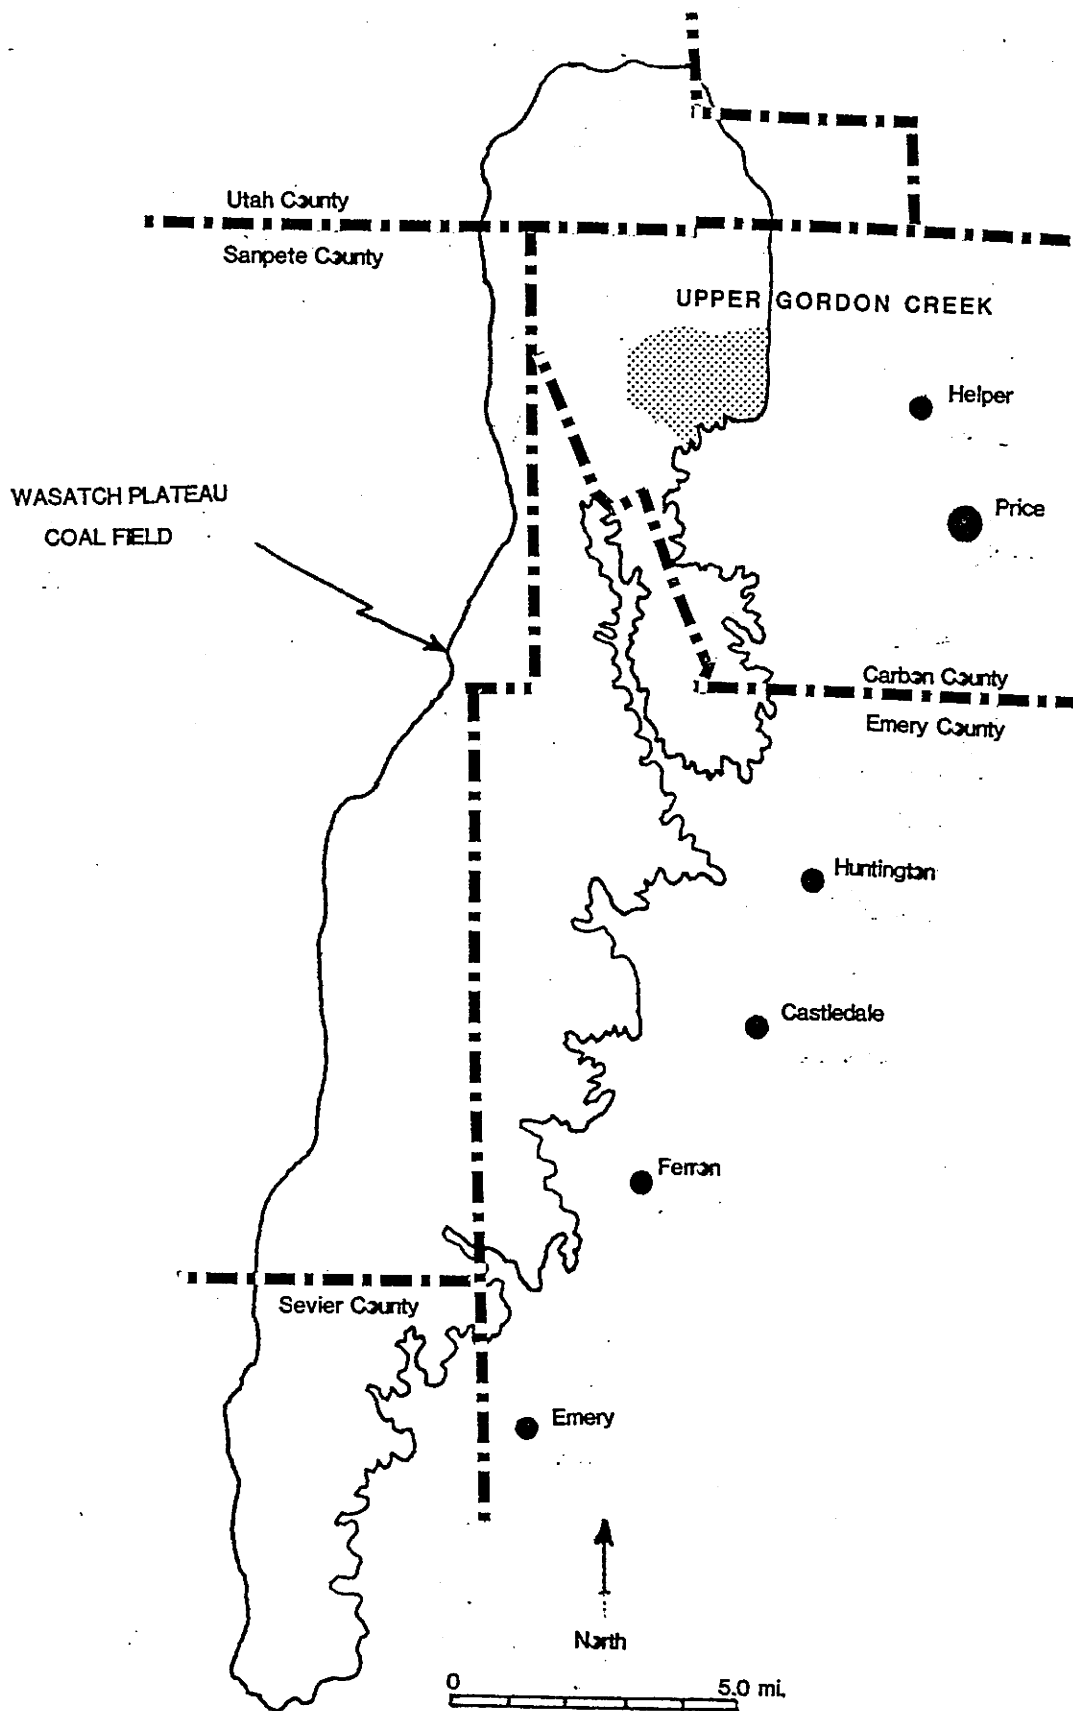 Utah County
Sanpete County
UPPER GORDON CREEK
Helper
WASATCH PLATEAU
COAL FIELD
Price
Carbon County
Emery County
Huntington
Castledale
Ferron
Sevier County
Emery
North
0 5.0 mi.